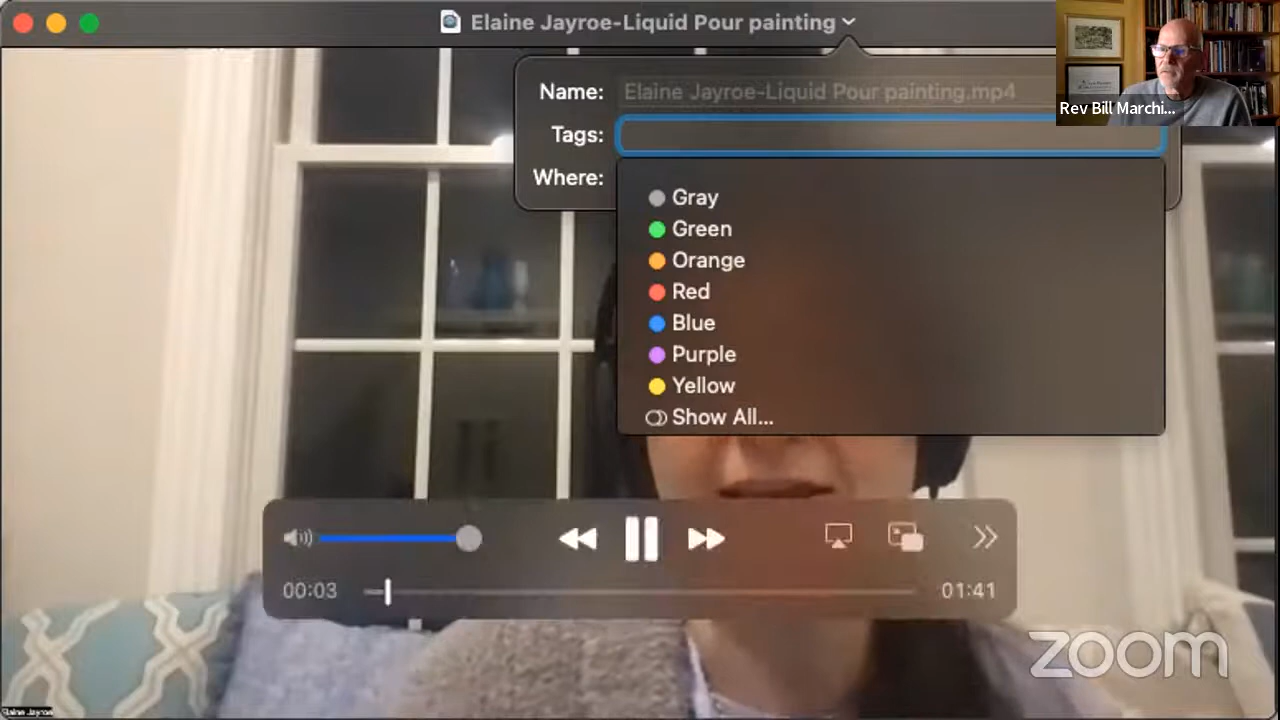 Elaine Jayroe-Liquid Pour painting
Name: Elaine Jayroe-Liquid Pour painting.mp4
Rev Bill Marchi...
Tags:
Where:
Gray
Green
Orange
Red
Blue
Purple
Yellow
Show All...
00:03
01:41
zoom
Elaine Jayroe